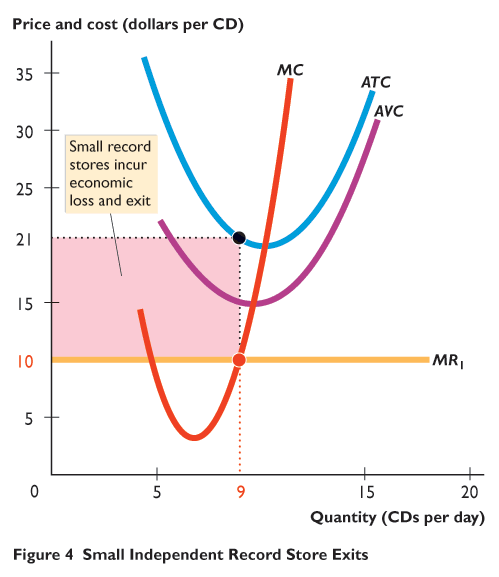 Price and cost (dollars per CD)
35
30
25
21
15
10
5
0
5
9
15
20
MC
ATC
AVC
Small record
stores incur
economic
loss and exit
MR1
Quantity (CDs per day)
Figure 4 Small Independent Record Store Exits